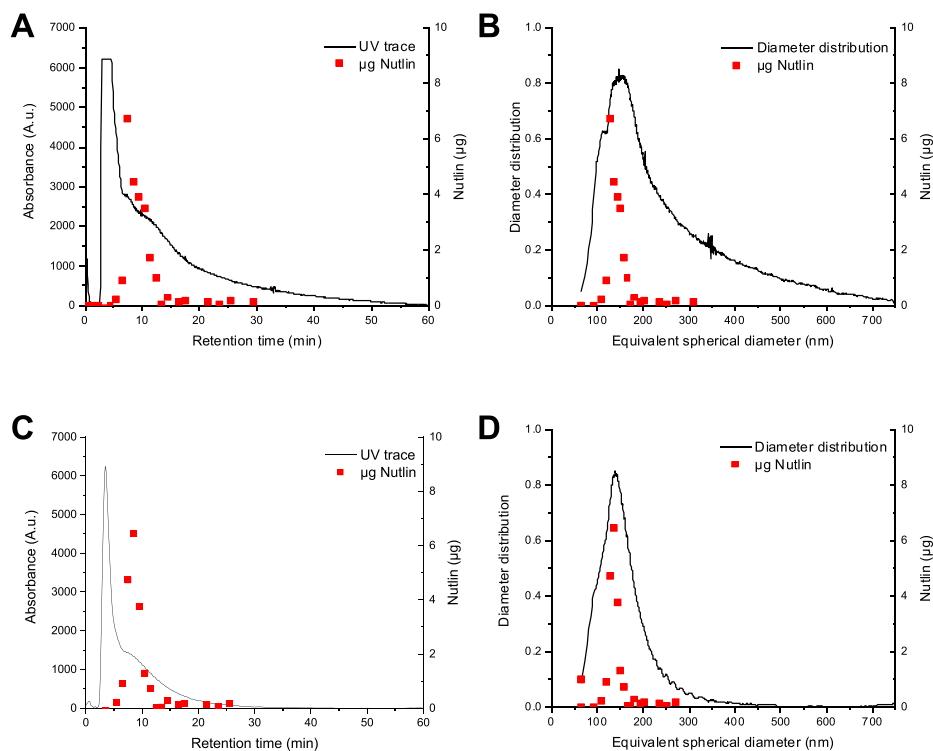 A
B
7000
6000
5000
4000
3000
2000
1000
0
Absorbance (A.u.)
UV trace
µg Nutlin
10
8
6
4
2
0
Nutlin (µg)
0 10 20 30 40 50 60
Retention time (min)
1.0
0.8
0.6
0.4
0.2
0.0
Diameter distribution
Diameter distribution
µg Nutlin
10
8
6
4
2
0
Nutlin (µg)
0 100 200 300 400 500 600 700
Equivalent spherical diameter (nm)
C
D
7000
6000
5000
4000
3000
2000
1000
0
Absorbance (A.u.)
UV trace
µg Nutlin
10
8
6
4
2
0
Nutlin (µg)
0 10 20 30 40 50 60
Retention time (min)
1.0
0.8
0.6
0.4
0.2
0.0
Diameter distribution
Diameter distribution
µg Nutlin
10
8
6
4
2
0
Nutlin (µg)
0 100 200 300 400 500 600 700
Equivalent spherical diameter (nm)